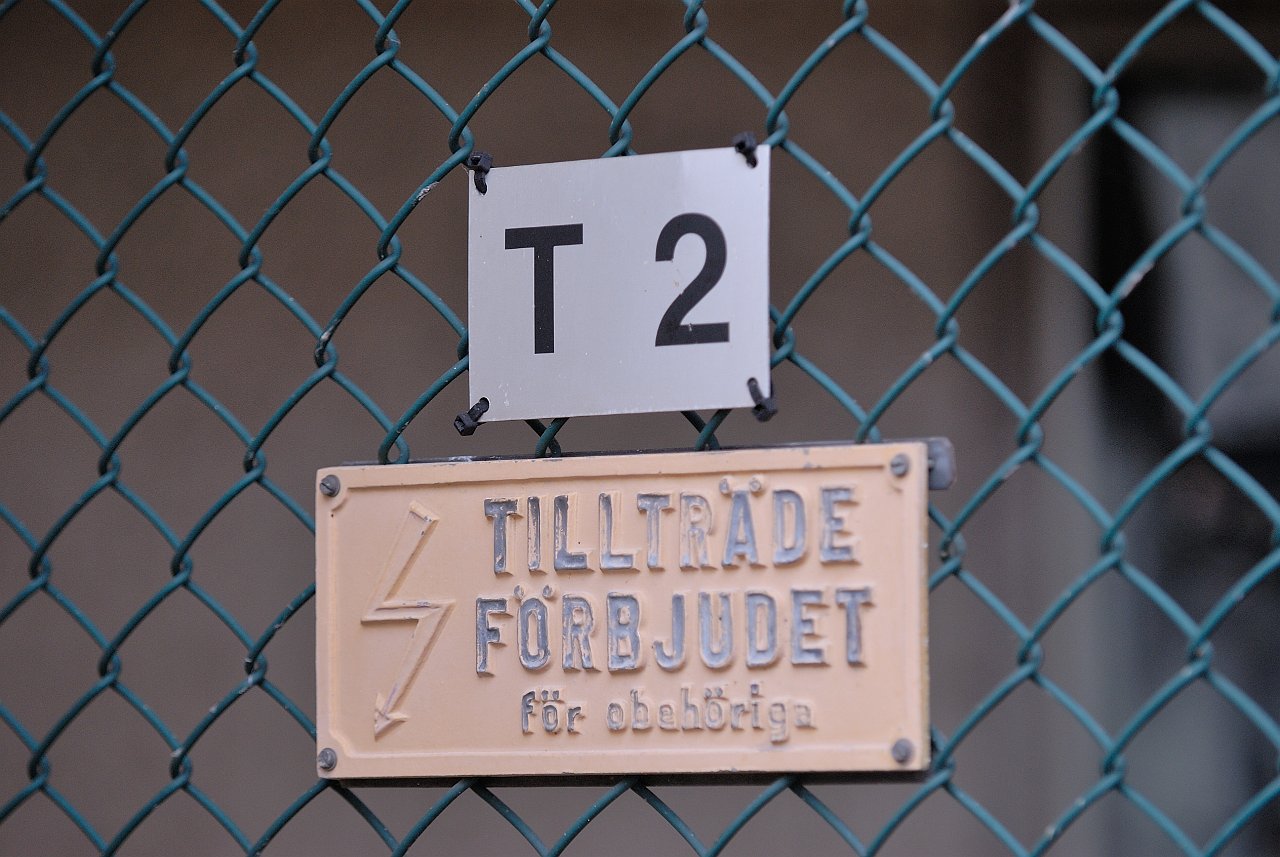 T 2
TILLTRÄDE
FÖRBJUDET
för obehöriga